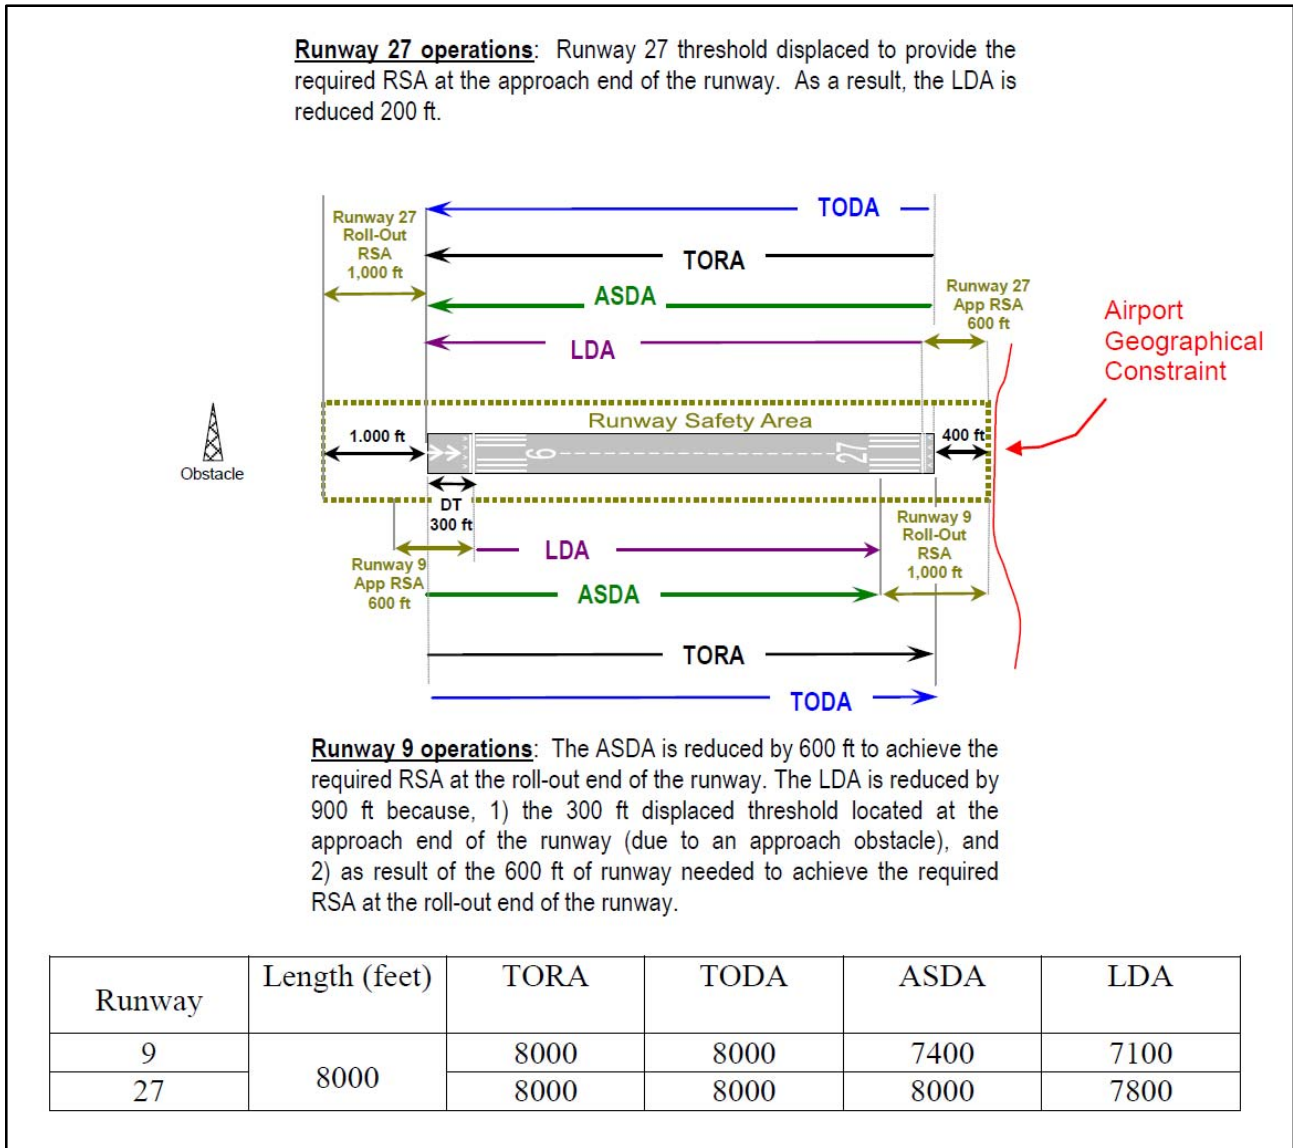 Runway 27 operations: Runway 27 threshold displaced to provide the
required RSA at the approach end of the runway. As a result, the LDA is
reduced 200 ft.
TODA
Runway 27
Roll-Out
RSA
1,000 ft
TORA
ASDA
Runway 27
App RSA
600 ft
LDA
Airport
Geographical
Constraint
Runway Safety Area
1.000 ft
9
27
400 ft
Obstacle
DT
300 ft
Runway 9
Roll-Out
RSA
1,000 ft
LDA
Runway 9
App RSA
600 ft
ASDA
TORA
TODA
Runway 9 operations: The ASDA is reduced by 600 ft to achieve the
required RSA at the roll-out end of the runway. The LDA is reduced by
900 ft because, 1) the 300 ft displaced threshold located at the
approach end of the runway (due to an approach obstacle), and
2) as result of the 600 ft of runway needed to achieve the required
RSA at the roll-out end of the runway.
Runway Length (feet) TORA TODA ASDA LDA
9 8000 8000 8000 7400 7100
27 8000 8000 8000 7800